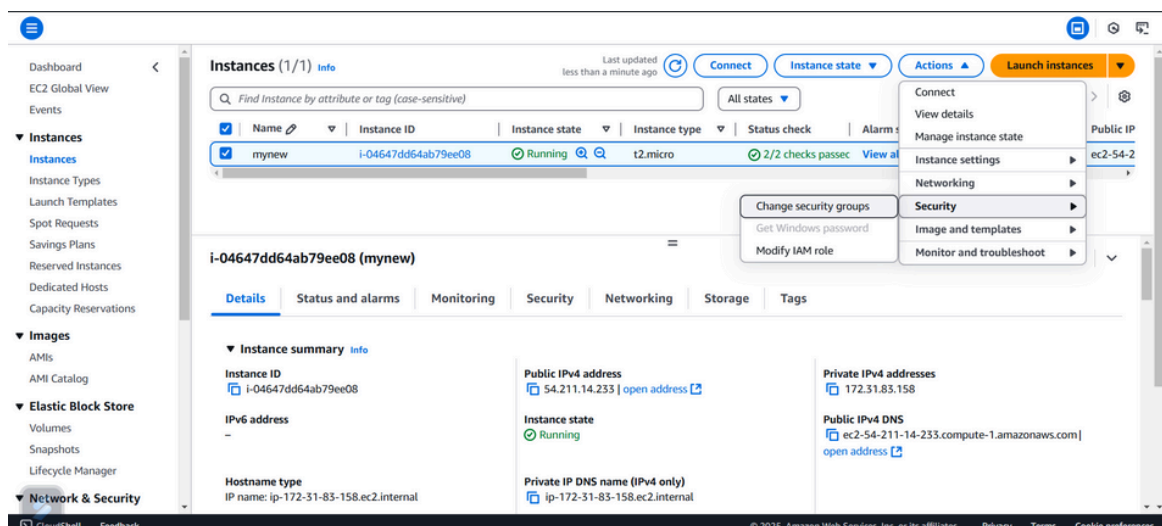 Instances (1/1) Info
Last updated
less than a minute ago
Connect
Instance state
Actions
Launch instances
Find Instance by attribute or tag (case-sensitive)
All states
Name Instance ID Instance state Instance type Status check Alarm s Public IP
mynew i-04647dd64ab79ee08 Running t2.micro 2/2 checks passec View al ec2-54-2
Connect
View details
Manage instance state
Instance settings
Networking
Security
Image and templates
Monitor and troubleshoot
Change security groups
Get Windows password
Modify IAM role
Dashboard
EC2 Global View
Events
Instances
Instances
Instance Types
Launch Templates
Spot Requests
Savings Plans
Reserved Instances
Dedicated Hosts
Capacity Reservations
Images
AMIs
AMI Catalog
Elastic Block Store
Volumes
Snapshots
Lifecycle Manager
Network & Security
i-04647dd64ab79ee08 (mynew)
Details Status and alarms Monitoring Security Networking Storage Tags
Instance summary Info
Instance ID
i-04647dd64ab79ee08
Public IPv4 address
54.211.14.233 | open address
Private IPv4 addresses
172.31.83.158
IPv6 address
–
Instance state
Running
Public IPv4 DNS
ec2-54-211-14-233.compute-1.amazonaws.com |
open address
Hostname type
IP name: ip-172-31-83-158.ec2.internal
Private IP DNS name (IPv4 only)
ip-172-31-83-158.ec2.internal
CloudShell Feedback © 2025, Amazon Web Services, Inc. or its affiliates. Privacy Terms Cookie preferences